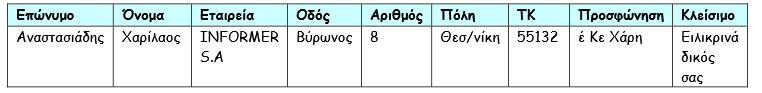 Επώνυμο Όνομα Εταιρεία Οδός Αριθμός Πόλη ΤΚ Προσφώνηση Κλείσιμο
Αναστασιάδης Χαρίλαος INFORMER Βύρωνος 8 Θεσ/νίκη 55132 έ Κε Χάρη Ειλικρινά
S.A δικός
σας